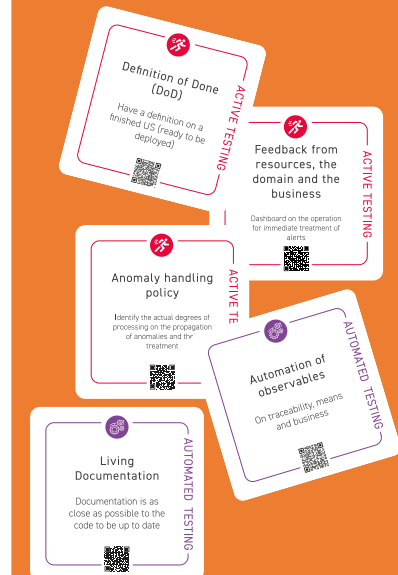 Definition of Done
(DoD)
Have a definition on a
finished US (ready to be
deployed)
ACTIVE TESTING
Feedback from
resources, the
domain and the
business
Dashboard on the operation
for immediate treatment of
alerts
ACTIVE TESTING
Anomaly handling
policy
Identify the actual degrees of
processing on the propagation
of anomalies and thr
treatment
ACTIVE TE
Automation of
observables
On traceability, means
and business
AUTOMATED TESTING
Living
Documentation
Documentation is as
close as possible to the
code to be up to date
AUTOMATED TESTING